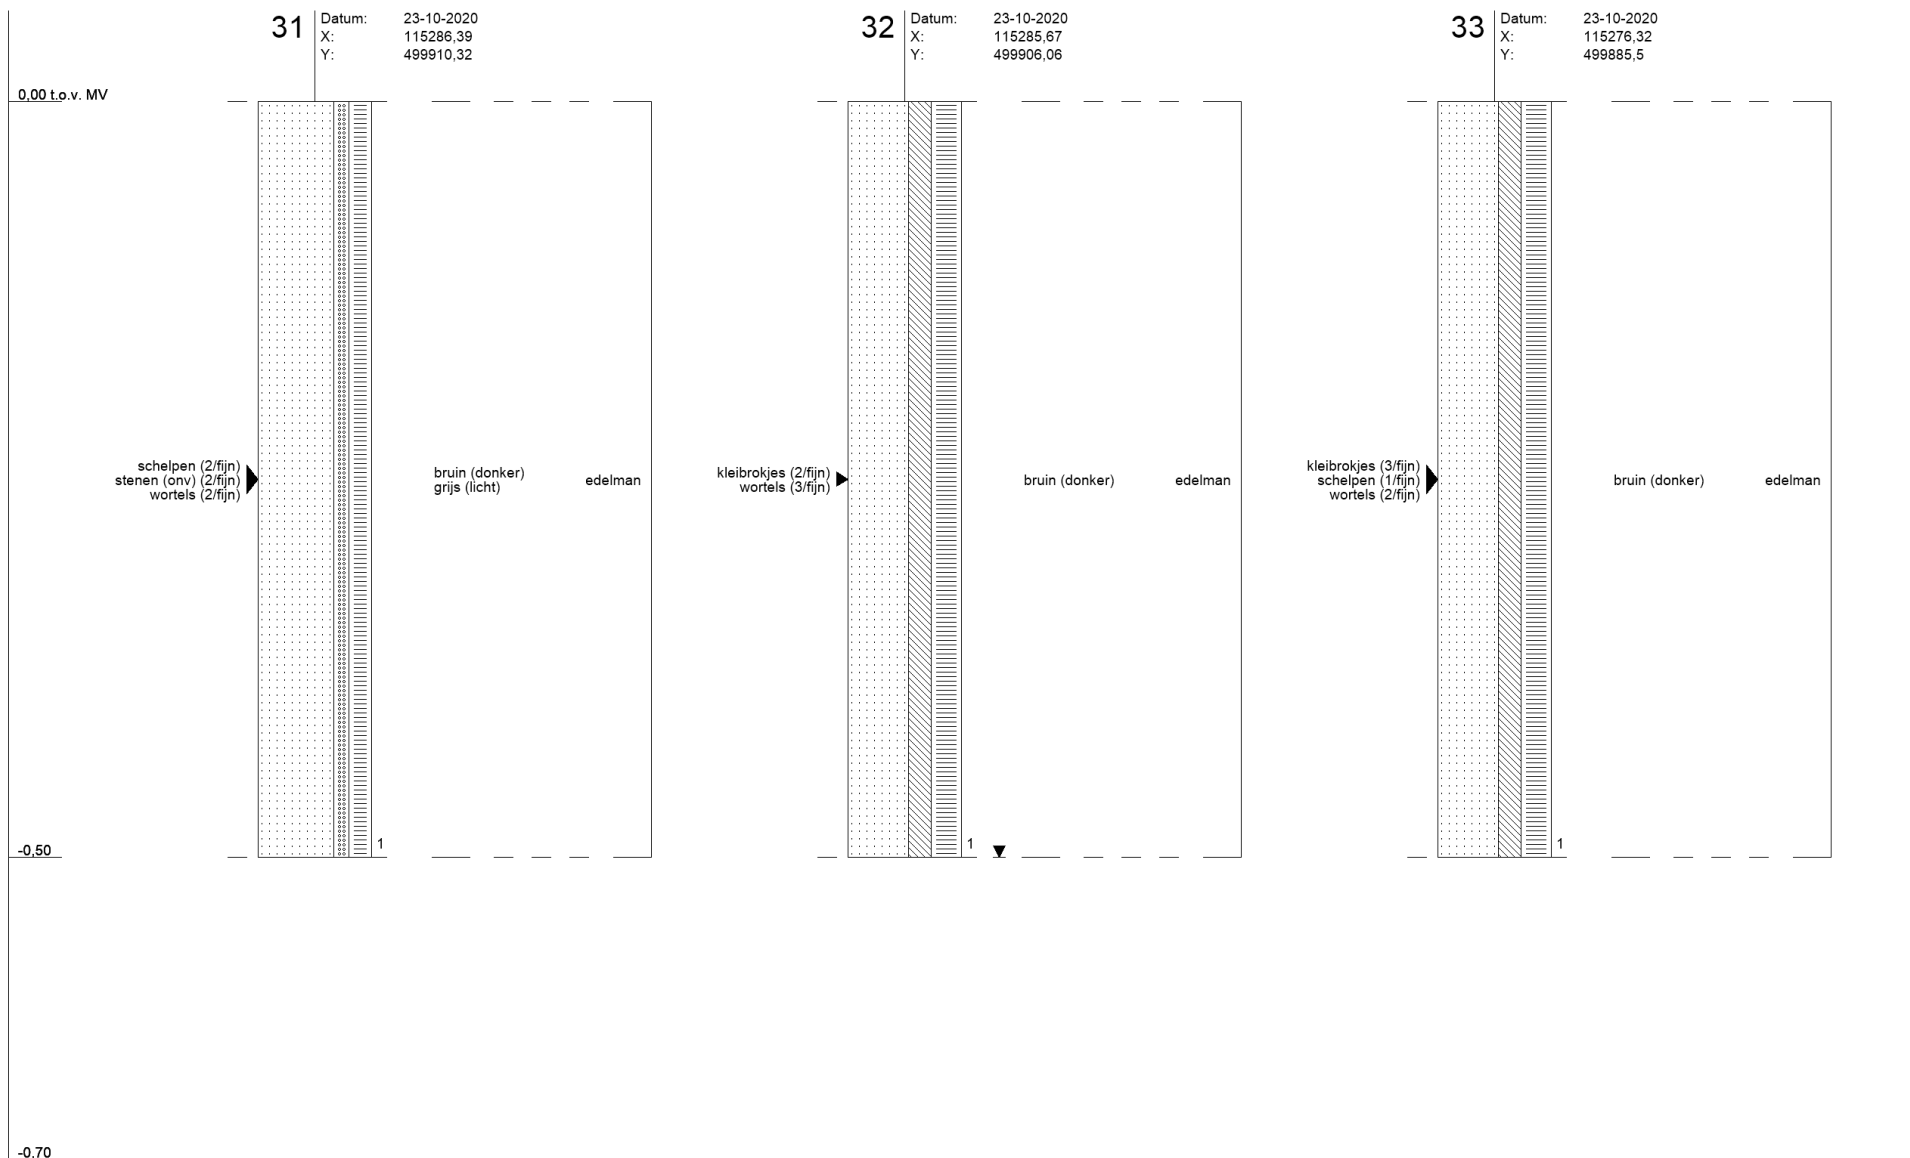 31
Datum: 23-10-2020
X: 115286,39
Y: 499910,32
32
Datum: 23-10-2020
X: 115285,67
Y: 499906,06
33
Datum: 23-10-2020
X: 115276,32
Y: 499885,5
0,00 t.o.v. MV
schelpen (2/fijn)
stenen (onv) (2/fijn)
wortels (2/fijn)
bruin (donker)
grijs (licht)
edelman
1
kleibrokjes (2/fijn)
wortels (3/fijn)
bruin (donker)
edelman
1
kleibrokjes (3/fijn)
schelpen (1/fijn)
wortels (2/fijn)
bruin (donker)
edelman
1
-0,50
-0,70